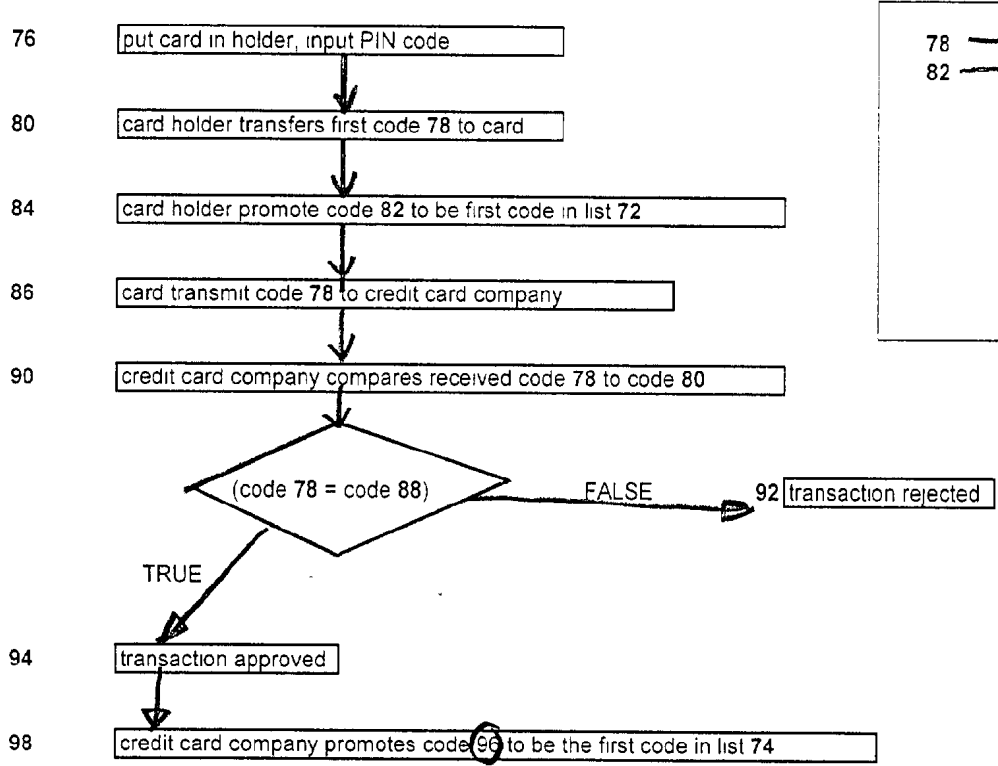 76 put card in holder, input PIN code
78
82
80 card holder transfers first code 78 to card
84 card holder promote code 82 to be first code in list 72
86 card transmit code 78 to credit card company
90 credit card company compares received code 78 to code 80
(code 78 = code 88)
FALSE
92 transaction rejected
TRUE
94 transaction approved
98 credit card company promotes code 96 to be the first code in list 74